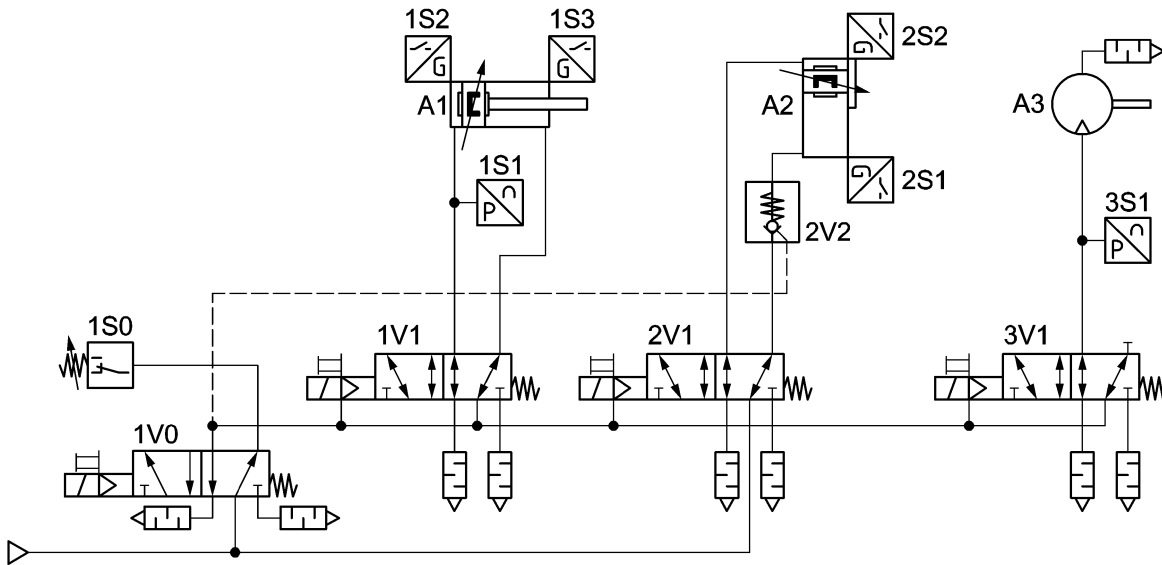 1S2 1S3
2S2
A1 A2 A3
1S1
2S1
3S1
2V2
1S0 1V1 2V1 3V1
1V0
G G G G
P P